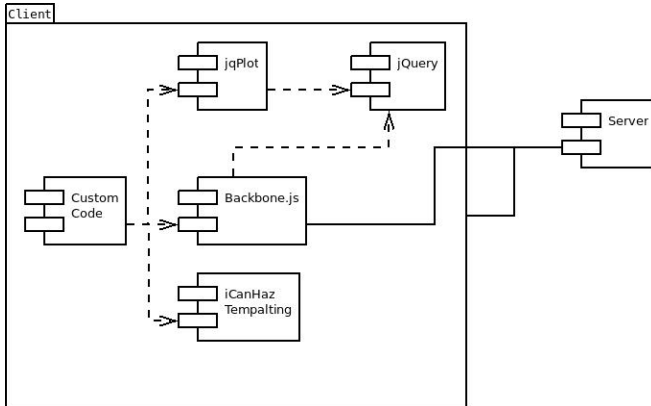 Client
jqPlot
jQuery
Server
Custom
Code
Backbone.js
iCanHaz
Tempalting